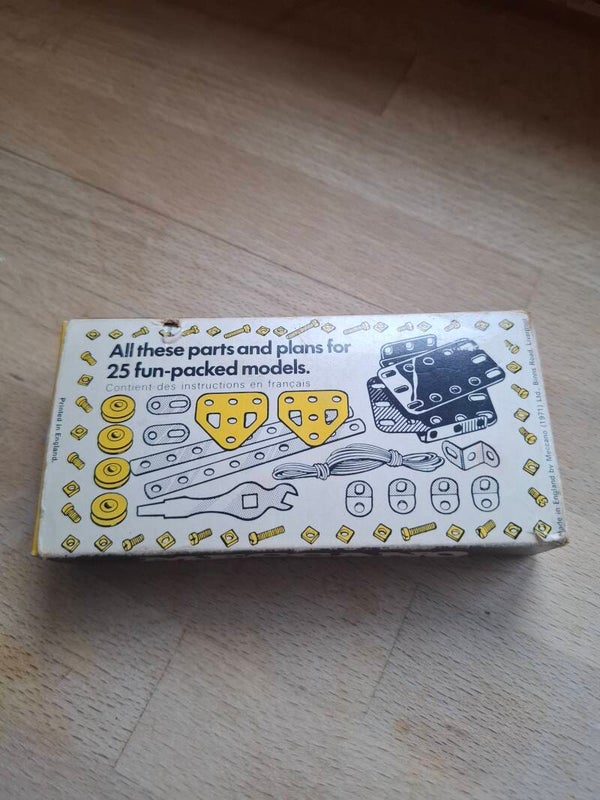 All these parts and plans for
25 fun-packed models.
Contient des instructions en français
Printed in England.
Made in England by Meccano (1971) Ltd., Binns Road,